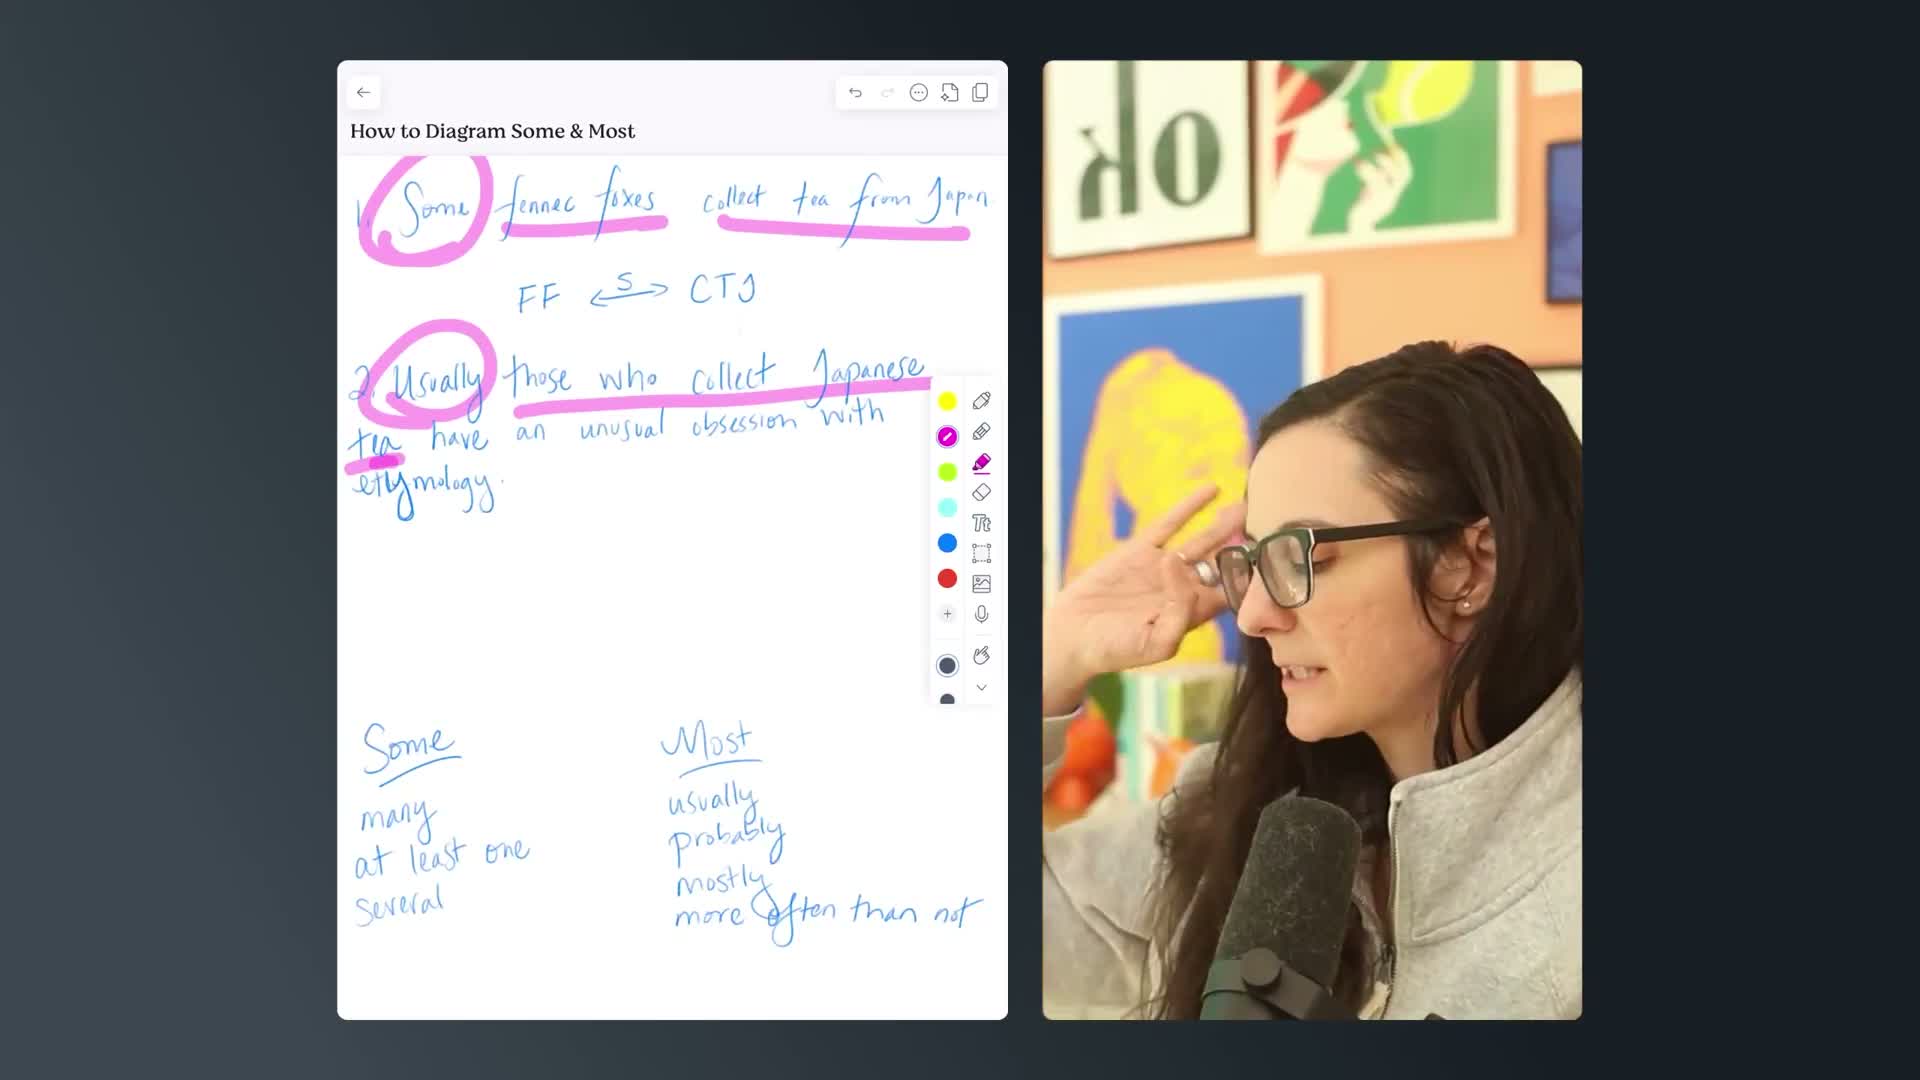 How to Diagram Some & Most
1. Some fennec foxes collect tea from Japan.
FF <-S-> CTJ
2. Usually those who collect Japanese
tea have an unusual obsession with
etymology.
Tt
Some
many
at least one
several
Most
usually
probably
mostly
more often than not